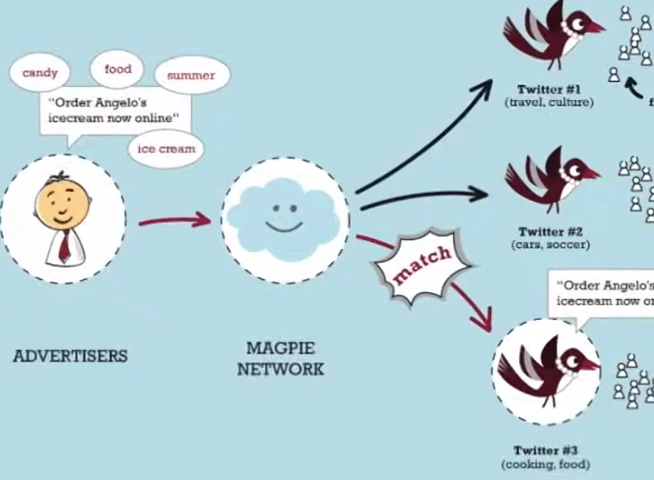 candy
food
summer
"Order Angelo's
icecream now online"
ice cream
ADVERTISERS
MAGPIE
NETWORK
match
Twitter #1
(travel, culture)
Twitter #2
(cars, soccer)
"Order Angelo's
icecream now
Twitter #3
(cooking, food)